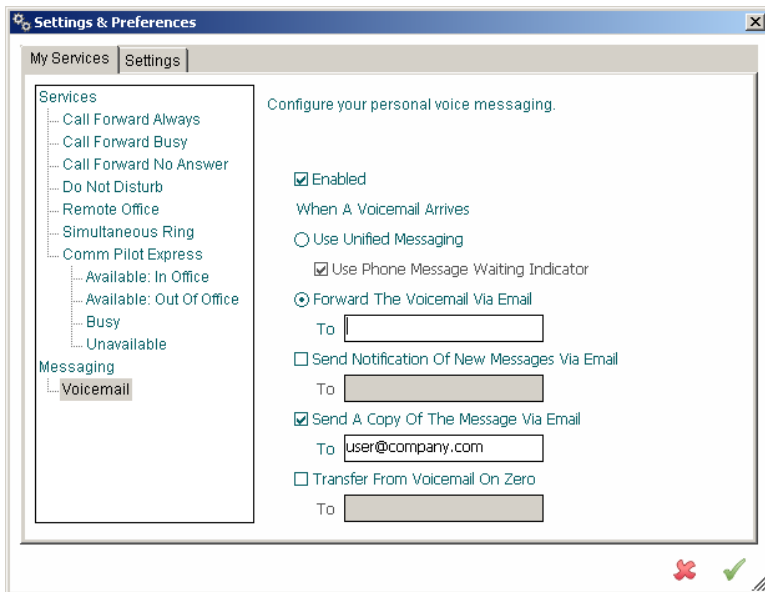 Settings & Preferences
My Services
Settings
Services
Call Forward Always
Call Forward Busy
Call Forward No Answer
Do Not Disturb
Remote Office
Simultaneous Ring
Comm Pilot Express
Available: In Office
Available: Out Of Office
Busy
Unavailable
Messaging
Voicemail
Configure your personal voice messaging.
Enabled
When A Voicemail Arrives
Use Unified Messaging
Use Phone Message Waiting Indicator
Forward The Voicemail Via Email
To
Send Notification Of New Messages Via Email
To
Send A Copy Of The Message Via Email
To user@company.com
Transfer From Voicemail On Zero
To